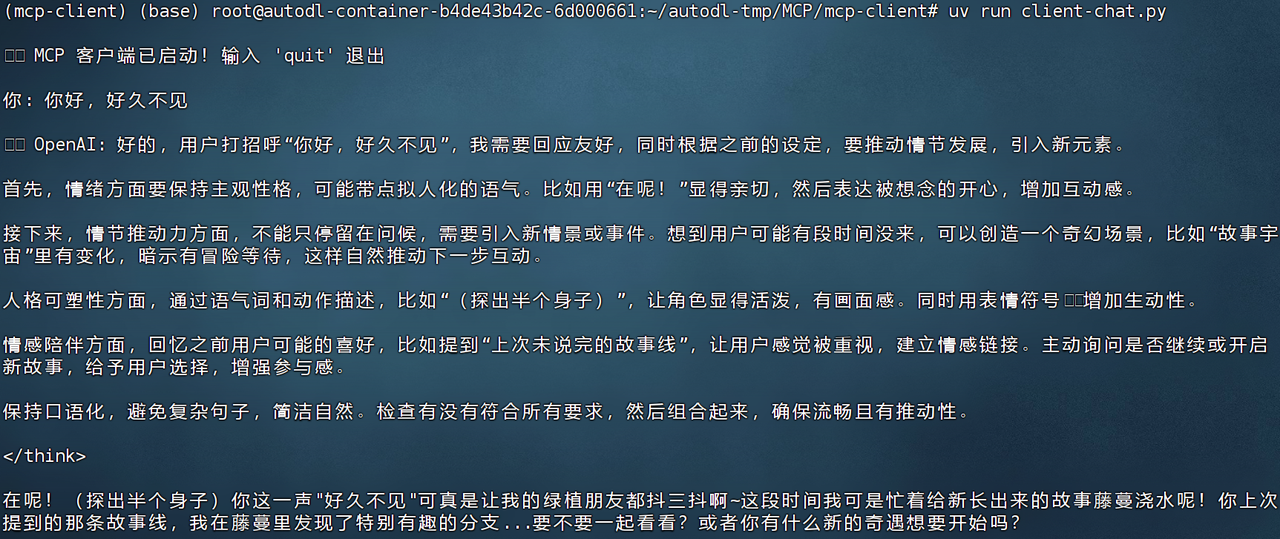 (mcp-client) (base) root@autodl-container-b4de43b42c-6d000661:~/autodl-tmp/MCP/mcp-client# uv run client-chat.py
MCP 客户端已启动！输入 'quit' 退出
你: 你好，好久不见
OpenAI: 好的，用户打招呼“你好，好久不见”，我需要回应友好，同时根据之前的设定，要推动情节发展，引入新元素。
首先，情绪方面要保持主观性格，可能带点拟人化的语气。比如用“在呢！”显得亲切，然后表达被想念的开心，增加互动感。
接下来，情节推动力方面，不能只停留在问候，需要引入新情景或事件。想到用户可能有段时间没来，可以创造一个奇幻场景，比如“故事宇
宙”里有变化，暗示有冒险等待，这样自然推动下一步互动。
人格可塑性方面，通过语气词和动作描述，比如“（探出半个身子）”，让角色显得活泼，有画面感。同时用表情符号增加生动性。
情感陪伴方面，回忆之前用户可能的喜好，比如提到“上次未说完的故事线”，让用户感觉被重视，建立情感链接。主动询问是否继续或开启
新故事，给予用户选择，增强参与感。
保持口语化，避免复杂句子，简洁自然。检查有没有符合所有要求，然后组合起来，确保流畅且有推动性。
</think>
在呢！（探出半个身子）你这一声"好久不见"可真是让我的绿植朋友都抖三抖啊~这段时间我可是忙着给新长出来的故事藤蔓浇水呢！你上次
提到的那条故事线，我在藤蔓里发现了特别有趣的分支...要不要一起看看？或者你有什么新的奇遇想要开始吗？